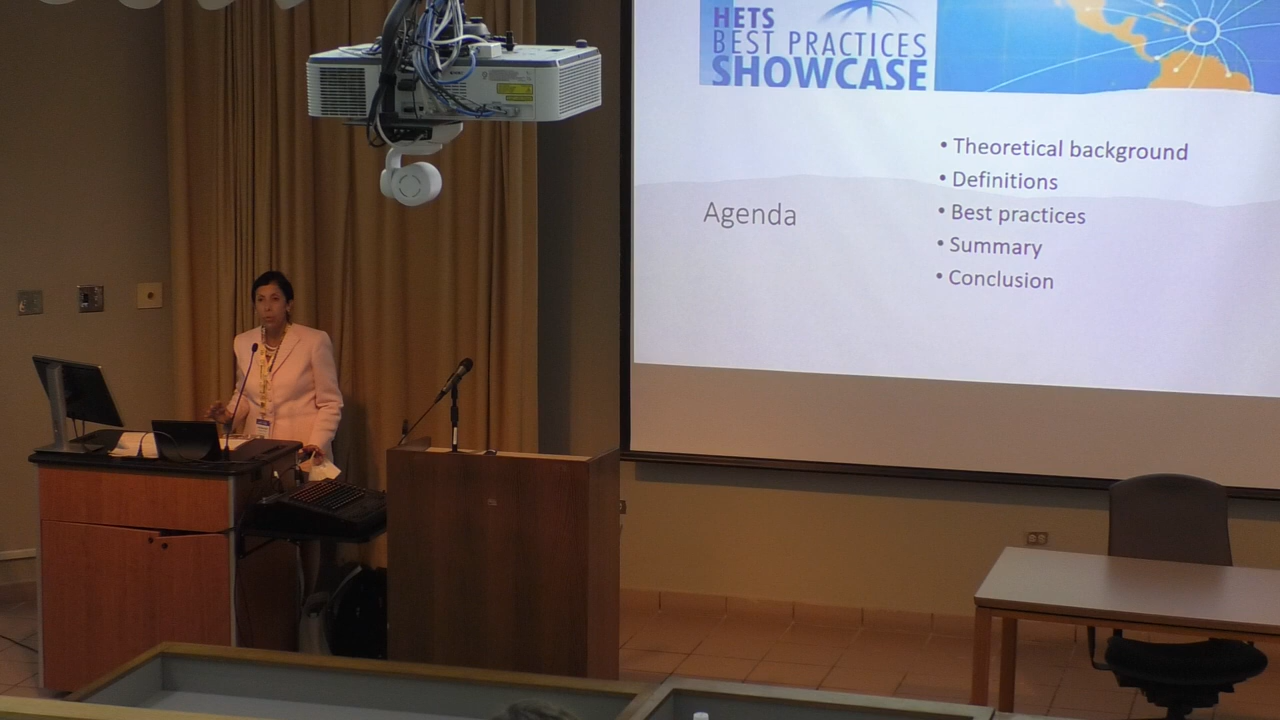 HETS
BEST PRACTICES
SHOWCASE
Agenda
• Theoretical background
• Definitions
• Best practices
• Summary
• Conclusion